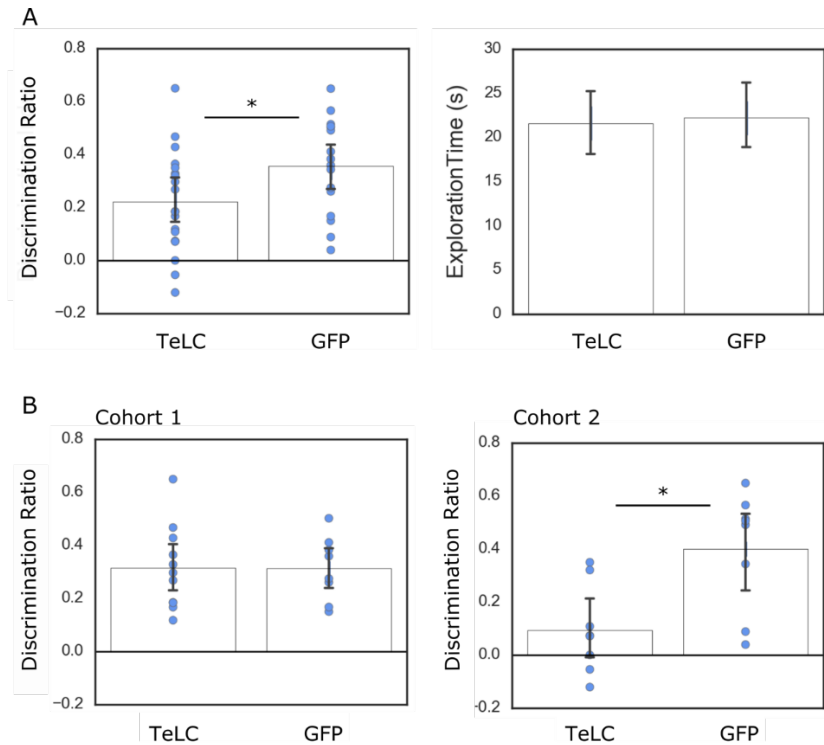 A
Discrimination Ratio
0.8
0.6
0.4
0.2
0.0
−0.2
*
TeLC GFP
ExplorationTime (s)
30
25
20
15
10
5
0
TeLC GFP
B
Cohort 1
Discrimination Ratio
0.8
0.6
0.4
0.2
0.0
−0.2
TeLC GFP
Cohort 2
Discrimination Ratio
0.8
0.6
0.4
0.2
0.0
−0.2
*
TeLC GFP